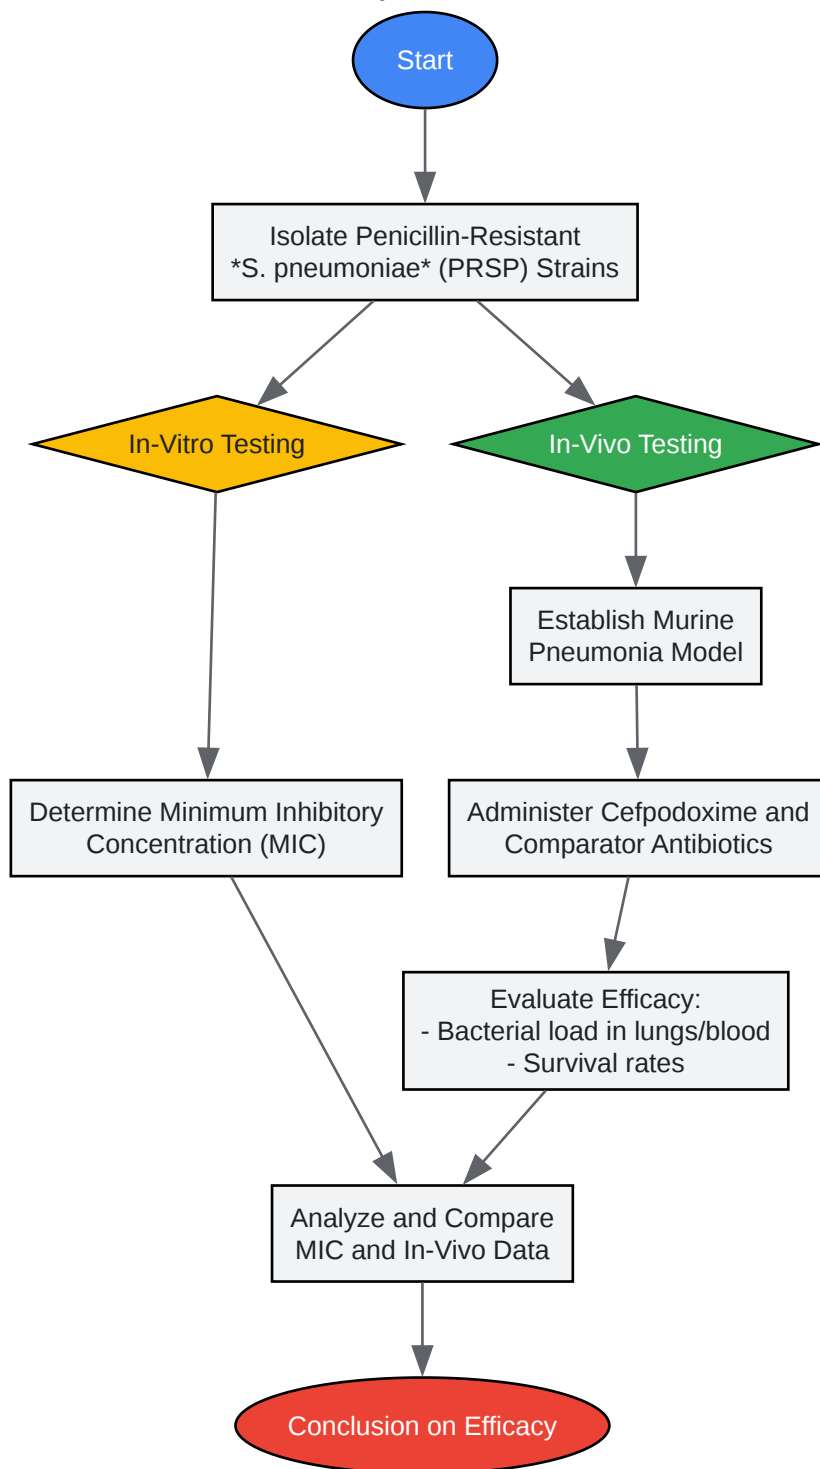 Start
Isolate Penicillin-Resistant
*S. pneumoniae* (PRSP) Strains
In-Vitro Testing
In-Vivo Testing
Establish Murine
Pneumonia Model
Determine Minimum Inhibitory
Concentration (MIC)
Administer Cefpodoxime and
Comparator Antibiotics
Evaluate Efficacy:
- Bacterial load in lungs/blood
- Survival rates
Analyze and Compare
MIC and In-Vivo Data
Conclusion on Efficacy